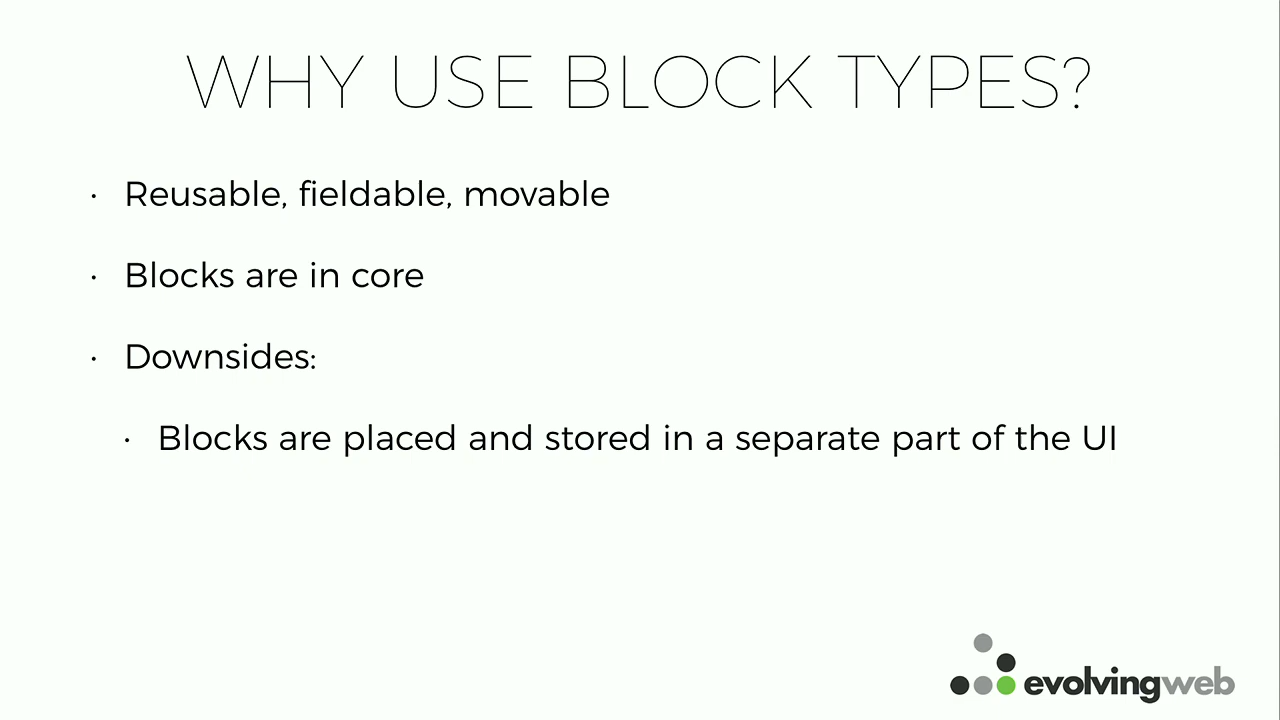 WHY USE BLOCK TYPES?
· Reusable, fieldable, movable
· Blocks are in core
· Downsides:
· Blocks are placed and stored in a separate part of the UI
evolvingweb